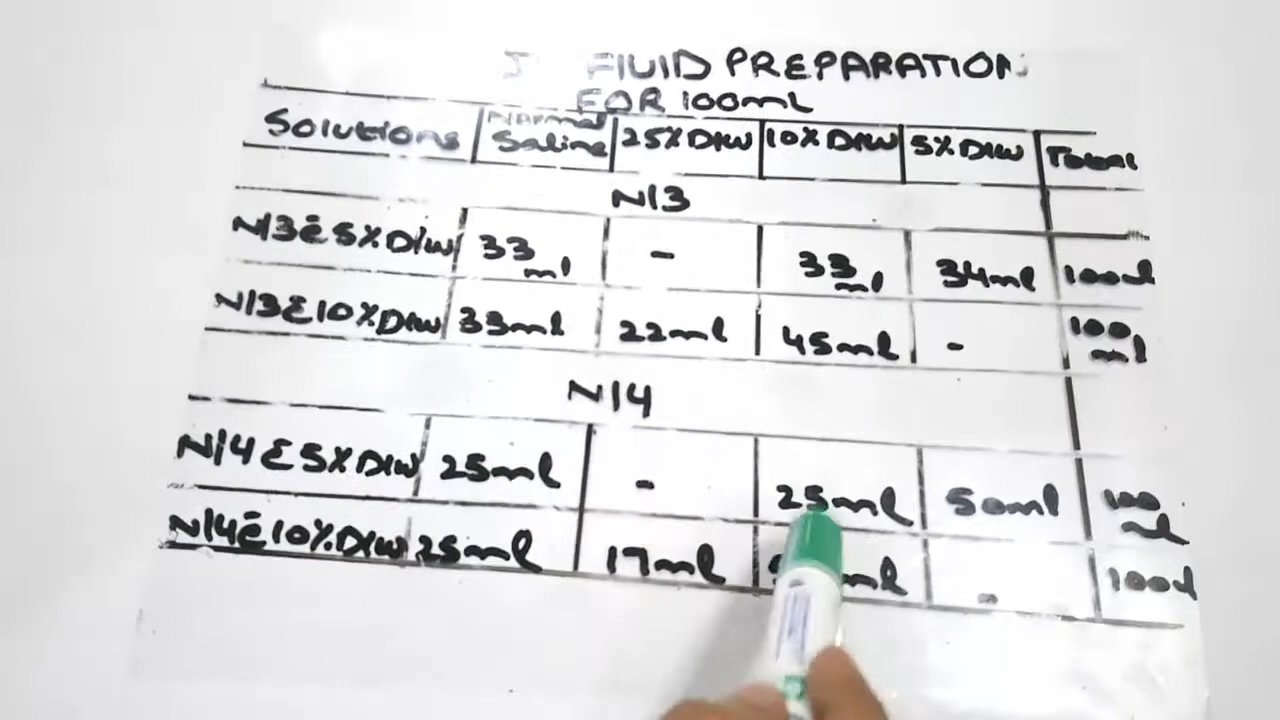 FLUID PREPARATION
FOR 100mL
Solutions Normal Saline 25% D/W 10% D/W 5% D/W Total
N/3
N/3 c̄ 5% D/W 33 ml - 33 ml 34ml 100ml
N/3 c̄ 10% D/W 33ml 22ml 45ml - 100 ml
N/4
N/4 c̄ 5% D/W 25ml - 25ml 50ml 100 ml
N/4 c̄ 10% D/W 25ml 17ml ml - 100ml